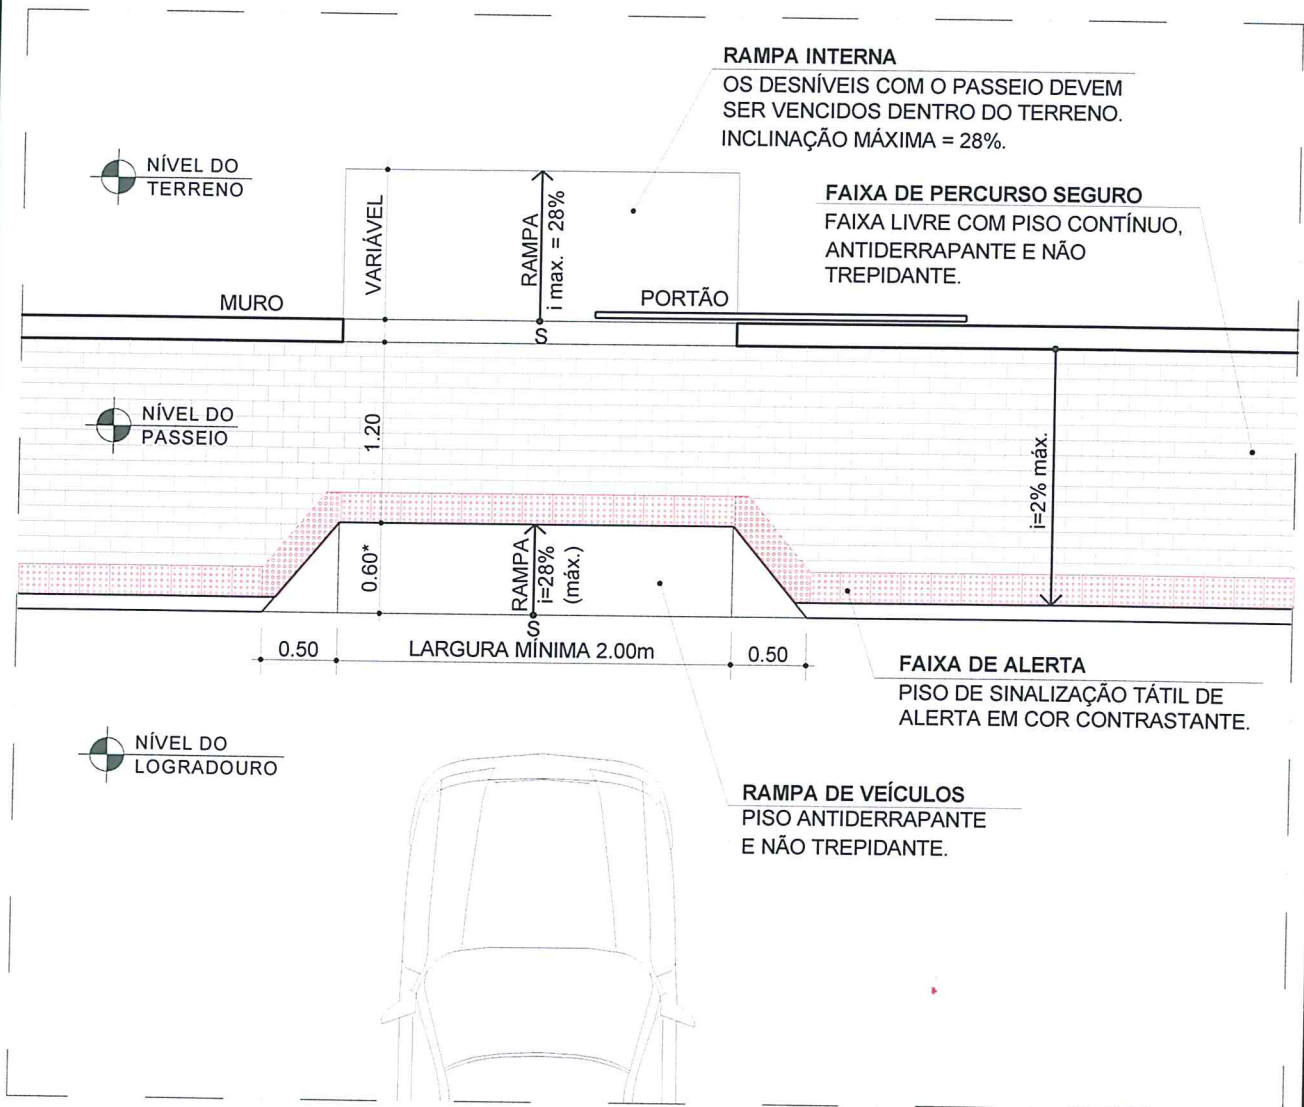 RAMPA INTERNA
OS DESNÍVEIS COM O PASSEIO DEVEM
SER VENCIDOS DENTRO DO TERRENO.
INCLINAÇÃO MÁXIMA = 28%.
NÍVEL DO
TERRENO
VARIÁVEL
RAMPA
i max. = 28%
FAIXA DE PERCURSO SEGURO
FAIXA LIVRE COM PISO CONTÍNUO,
ANTIDERRAPANTE E NÃO
TREPIDANTE.
MURO
PORTÃO
S
NÍVEL DO
PASSEIO
1.20
i=2% máx.
0.60*
RAMPA
i=28%
(máx.)
S
0.50
LARGURA MÍNIMA 2.00m
0.50
FAIXA DE ALERTA
PISO DE SINALIZAÇÃO TÁTIL DE
ALERTA EM COR CONTRASTANTE.
NÍVEL DO
LOGRADOURO
RAMPA DE VEÍCULOS
PISO ANTIDERRAPANTE
E NÃO TREPIDANTE.